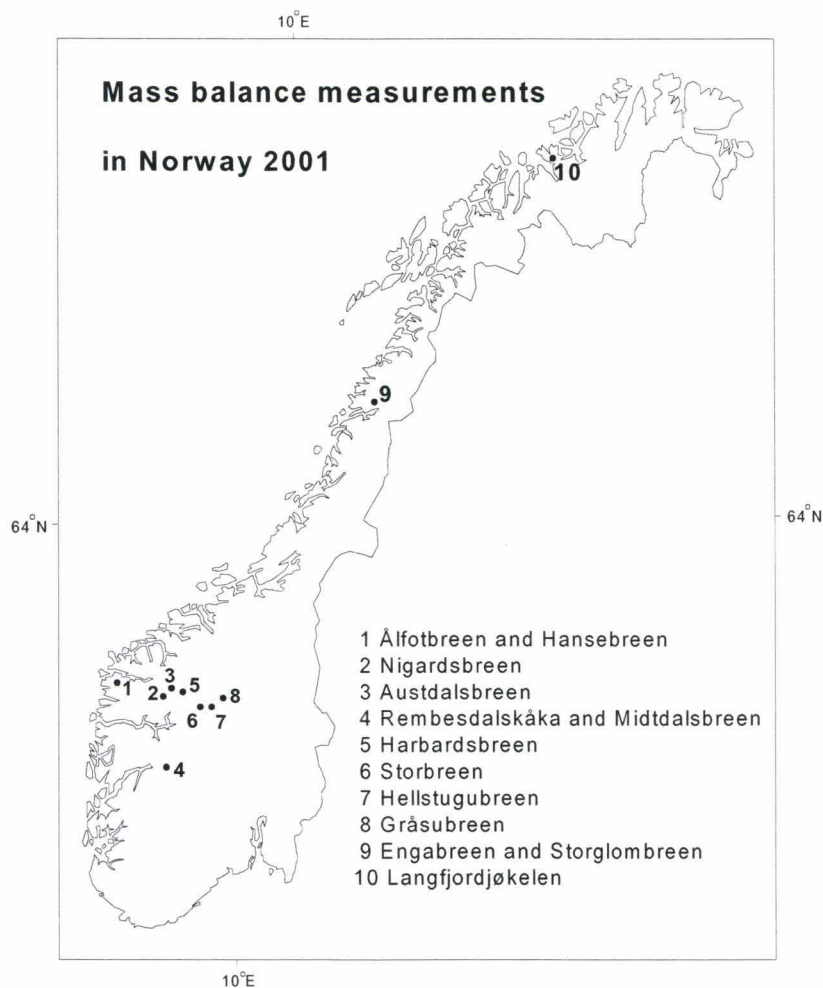 10°E
Mass balance measurements
in Norway 2001
10
9
64°N
64°N
1 Ålfotbreen and Hansebreen
2 Nigardsbreen
3 Austdalsbreen
4 Rembesdalskåka and Midtdalsbreen
5 Harbardsbreen
6 Storbreen
7 Hellstugubreen
8 Gråsubreen
9 Engabreen and Storglombreen
10 Langfjordjøkelen
3
1
2
5
8
6
7
4
10°E